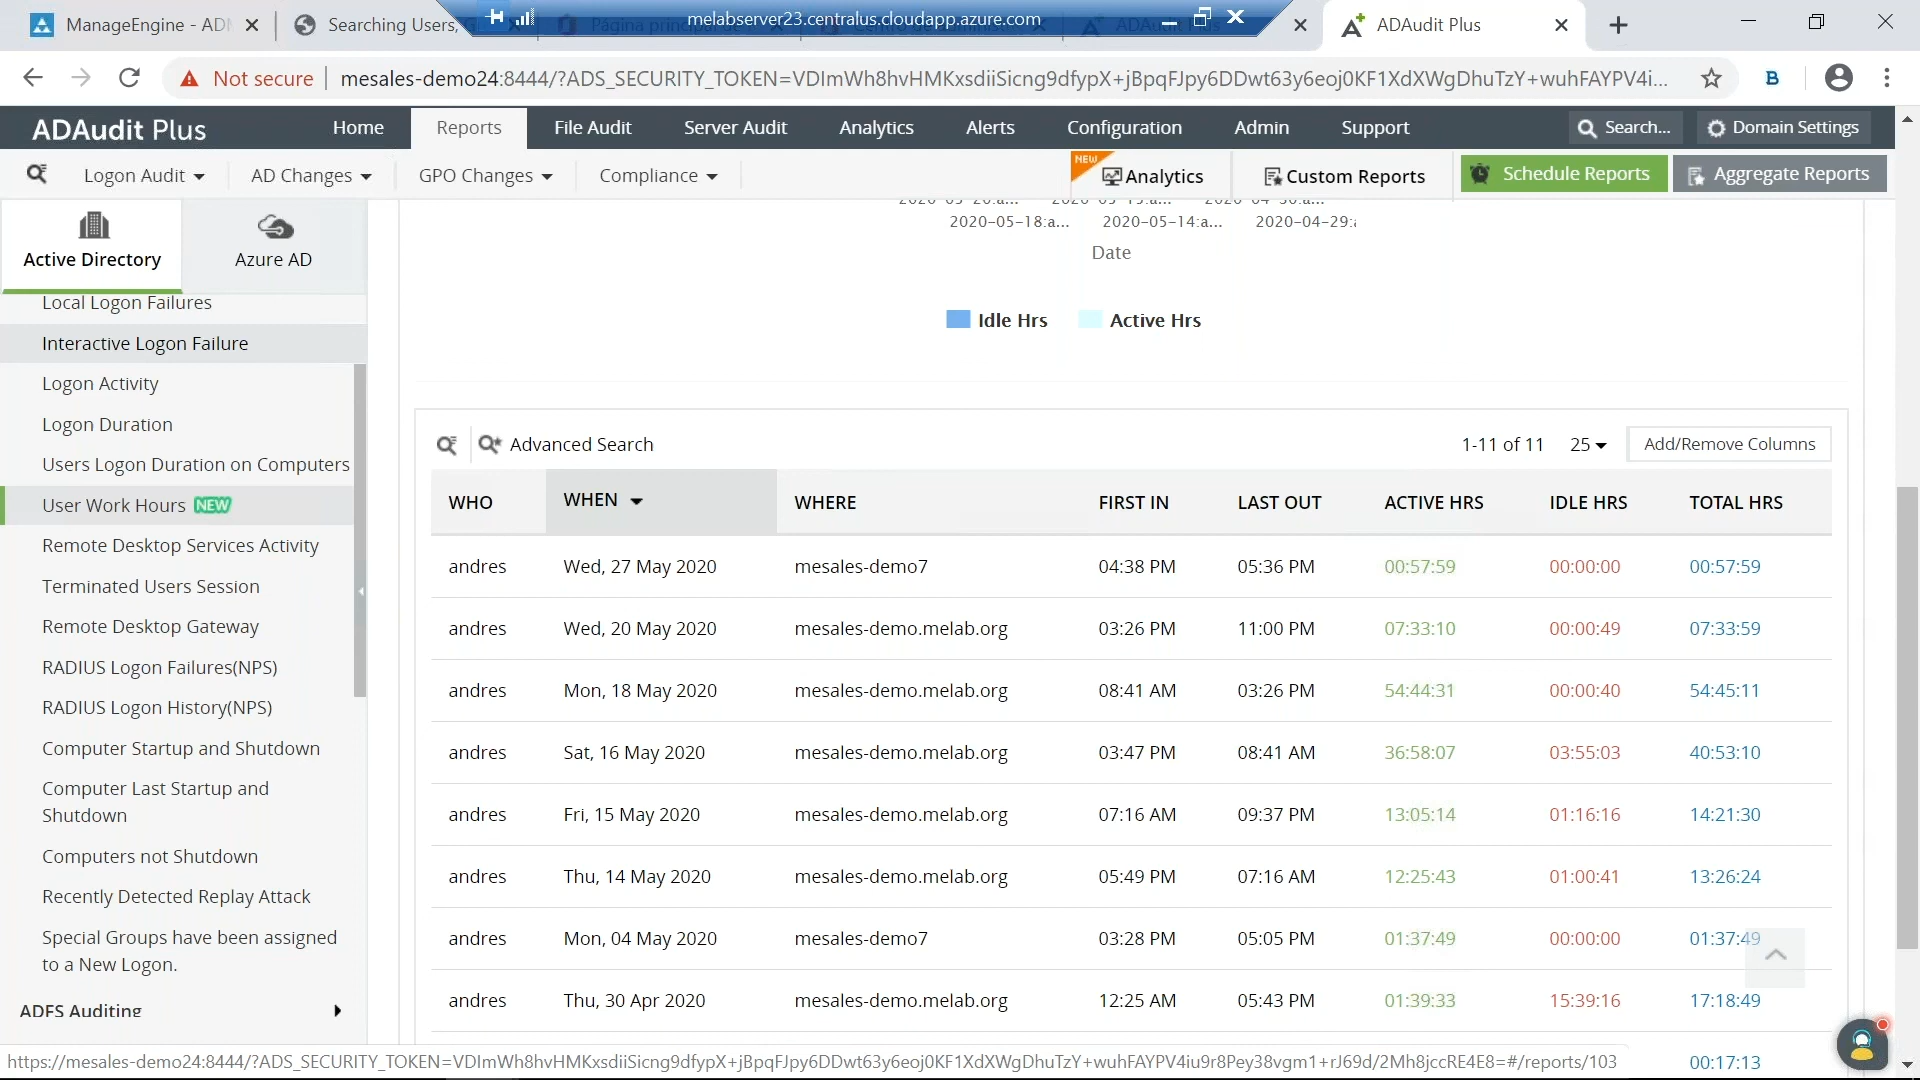 ManageEngine - ADM
Searching Users,
melabserver23.centralus.cloudapp.azure.com
ADAudit Plus
Not secure
mesales-demo24:8444/?ADS_SECURITY_TOKEN=VDImWh8hvHMKxsdiiSicng9dfypX+jBpqFJpy6DDwt63y6eoj0KF1XdXWgDhuTzY+wuhFAYPV4i...
B
ADAudit Plus
Home
Reports
File Audit
Server Audit
Analytics
Alerts
Configuration
Admin
Support
Search...
Domain Settings
Logon Audit
AD Changes
GPO Changes
Compliance
NEW
Analytics
Custom Reports
Schedule Reports
Aggregate Reports
Active Directory
Azure AD
Local Logon Failures
Interactive Logon Failure
Logon Activity
Logon Duration
Users Logon Duration on Computers
User Work Hours NEW
Remote Desktop Services Activity
Terminated Users Session
Remote Desktop Gateway
RADIUS Logon Failures(NPS)
RADIUS Logon History(NPS)
Computer Startup and Shutdown
Computer Last Startup and
Shutdown
Computers not Shutdown
Recently Detected Replay Attack
Special Groups have been assigned
to a New Logon.
ADFS Auditing
2020-05-18:a... 2020-05-14:a... 2020-04-29:
Date
Idle Hrs Active Hrs
Advanced Search
1-11 of 11 25 Add/Remove Columns
WHO WHEN WHERE FIRST IN LAST OUT ACTIVE HRS IDLE HRS TOTAL HRS
andres Wed, 27 May 2020 mesales-demo7 04:38 PM 05:36 PM 00:57:59 00:00:00 00:57:59
andres Wed, 20 May 2020 mesales-demo.melab.org 03:26 PM 11:00 PM 07:33:10 00:00:49 07:33:59
andres Mon, 18 May 2020 mesales-demo.melab.org 08:41 AM 03:26 PM 54:44:31 00:00:40 54:45:11
andres Sat, 16 May 2020 mesales-demo.melab.org 03:47 PM 08:41 AM 36:58:07 03:55:03 40:53:10
andres Fri, 15 May 2020 mesales-demo.melab.org 07:16 AM 09:37 PM 13:05:14 01:16:16 14:21:30
andres Thu, 14 May 2020 mesales-demo.melab.org 05:49 PM 07:16 AM 12:25:43 01:00:41 13:26:24
andres Mon, 04 May 2020 mesales-demo7 03:28 PM 05:05 PM 01:37:49 00:00:00 01:37:49
andres Thu, 30 Apr 2020 mesales-demo.melab.org 12:25 AM 05:43 PM 01:39:33 15:39:16 17:18:49
00:17:13
https://mesales-demo24:8444/?ADS_SECURITY_TOKEN=VDImWh8hvHMKxsdiiSicng9dfypX+jBpqFJpy6DDwt63y6eoj0KF1XdXWgDhuTzY+wuhFAYPV4iu9r8Pey38vgm1+rJ69d/2Mh8jccRE4E8=#/reports/103